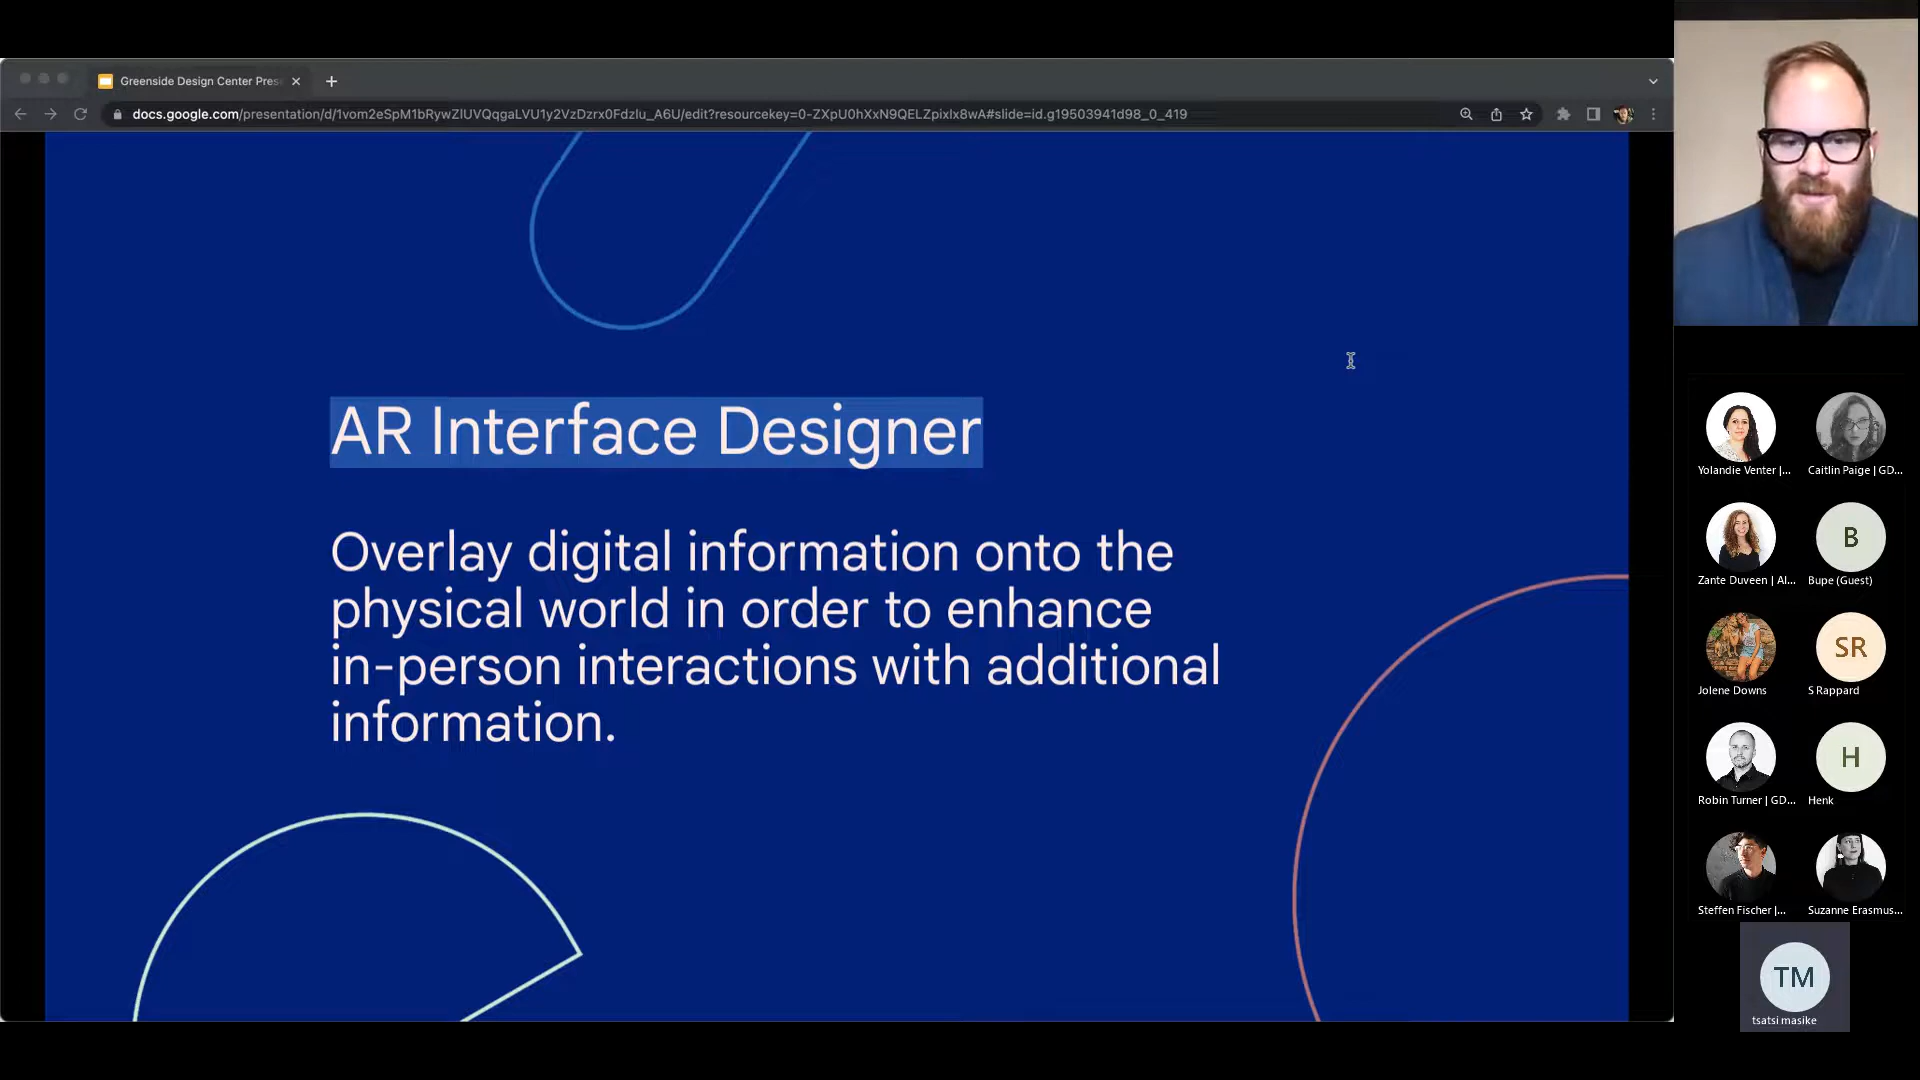 Greenside Design Center Pres
docs.google.com/presentation/d/1vom2eSpM1bRywZlUVQqgaLVU1y2VzDzrx0Fdzlu_A6U/edit?resourcekey=0-ZXpU0hXxN9QELZpixlx8wA#slide=id.g19503941d98_0_419
AR Interface Designer
Overlay digital information onto the
physical world in order to enhance
in-person interactions with additional
information.
Yolandie Venter |...
Caitlin Paige | GD...
Zante Duveen | Al...
B
Bupe (Guest)
Jolene Downs
SR
S Rappard
Robin Turner | GD...
H
Henk
Steffen Fischer |...
Suzanne Erasmus...
TM
tsatsi masike